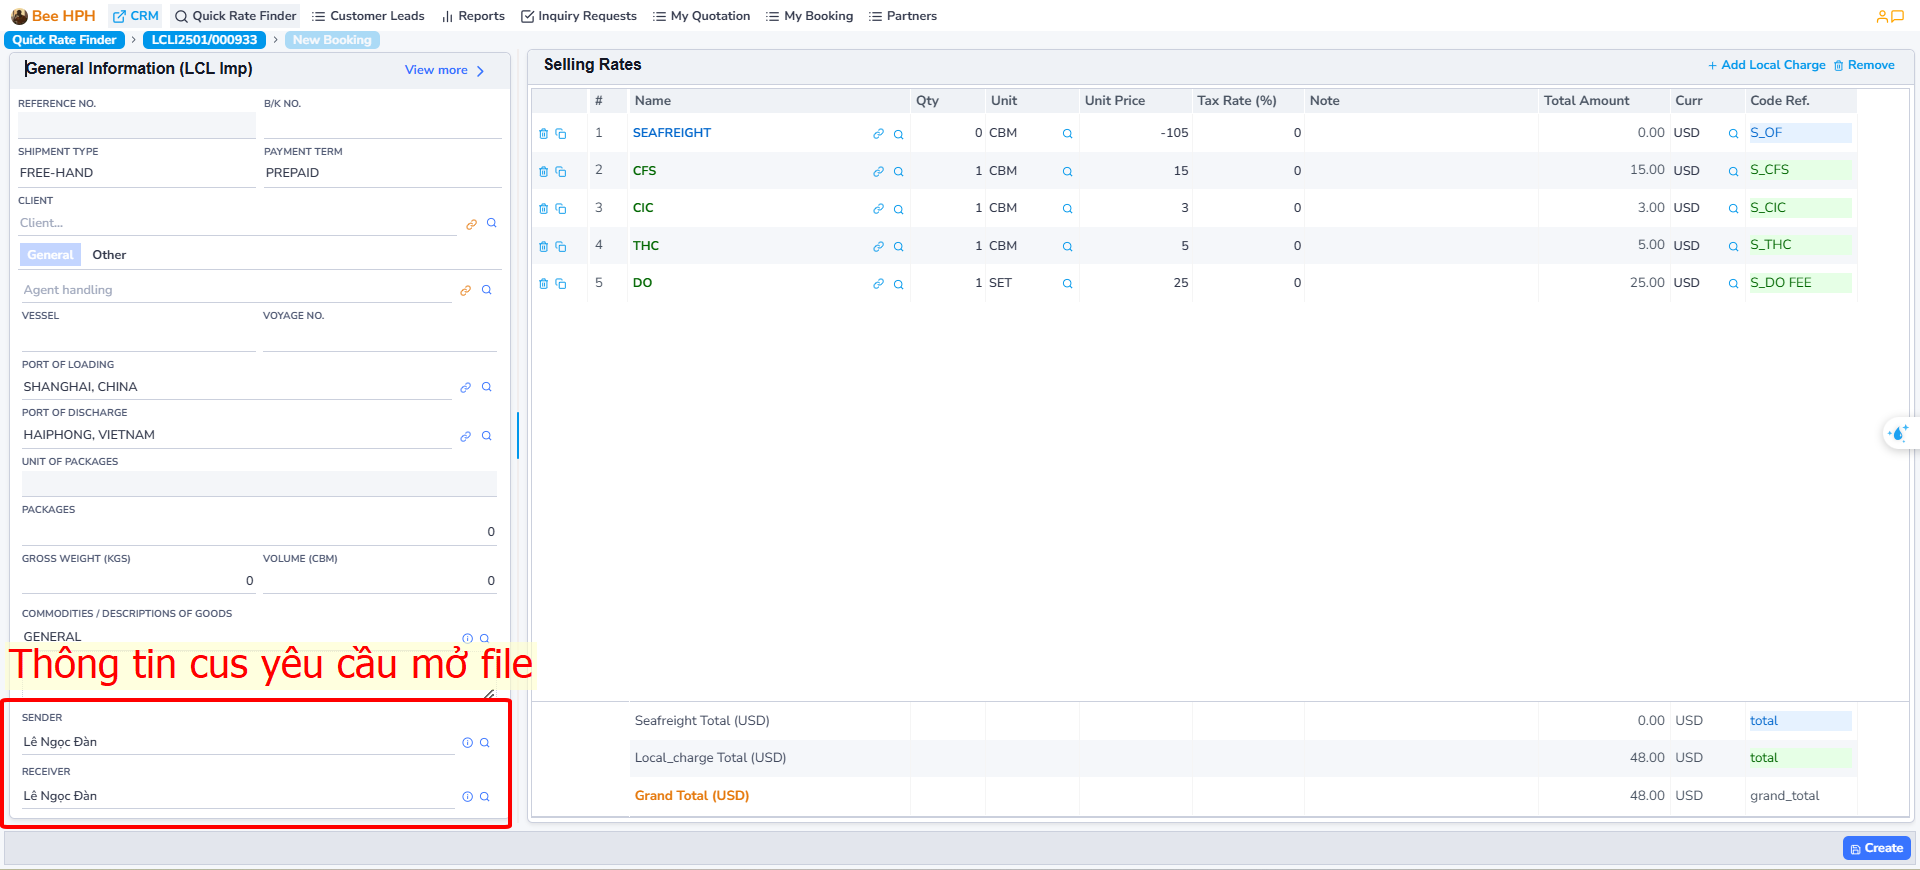 Bee HPH CRM Quick Rate Finder Customer Leads Reports Inquiry Requests My Quotation My Booking Partners
Quick Rate Finder > LCLI2501/000933 > New Booking
General Information (LCL Imp) View more
REFERENCE NO. B/K NO.
SHIPMENT TYPE PAYMENT TERM
FREE-HAND PREPAID
CLIENT
Client...
General Other
Agent handling
VESSEL VOYAGE NO.
PORT OF LOADING
SHANGHAI, CHINA
PORT OF DISCHARGE
HAIPHONG, VIETNAM
UNIT OF PACKAGES
PACKAGES
0
GROSS WEIGHT (KGS) VOLUME (CBM)
0 0
COMMODITIES / DESCRIPTIONS OF GOODS
GENERAL
Thông tin cus yêu cầu mở file
SENDER
Lê Ngọc Đàn
RECEIVER
Lê Ngọc Đàn
Selling Rates + Add Local Charge Remove
# Name Qty Unit Unit Price Tax Rate (%) Note Total Amount Curr Code Ref.
1 SEAFREIGHT 0 CBM -105 0 0.00 USD S_OF
2 CFS 1 CBM 15 0 15.00 USD S_CFS
3 CIC 1 CBM 3 0 3.00 USD S_CIC
4 THC 1 CBM 5 0 5.00 USD S_THC
5 DO 1 SET 25 0 25.00 USD S_DO FEE
Seafreight Total (USD) 0.00 USD total
Local_charge Total (USD) 48.00 USD total
Grand Total (USD) 48.00 USD grand_total
Create